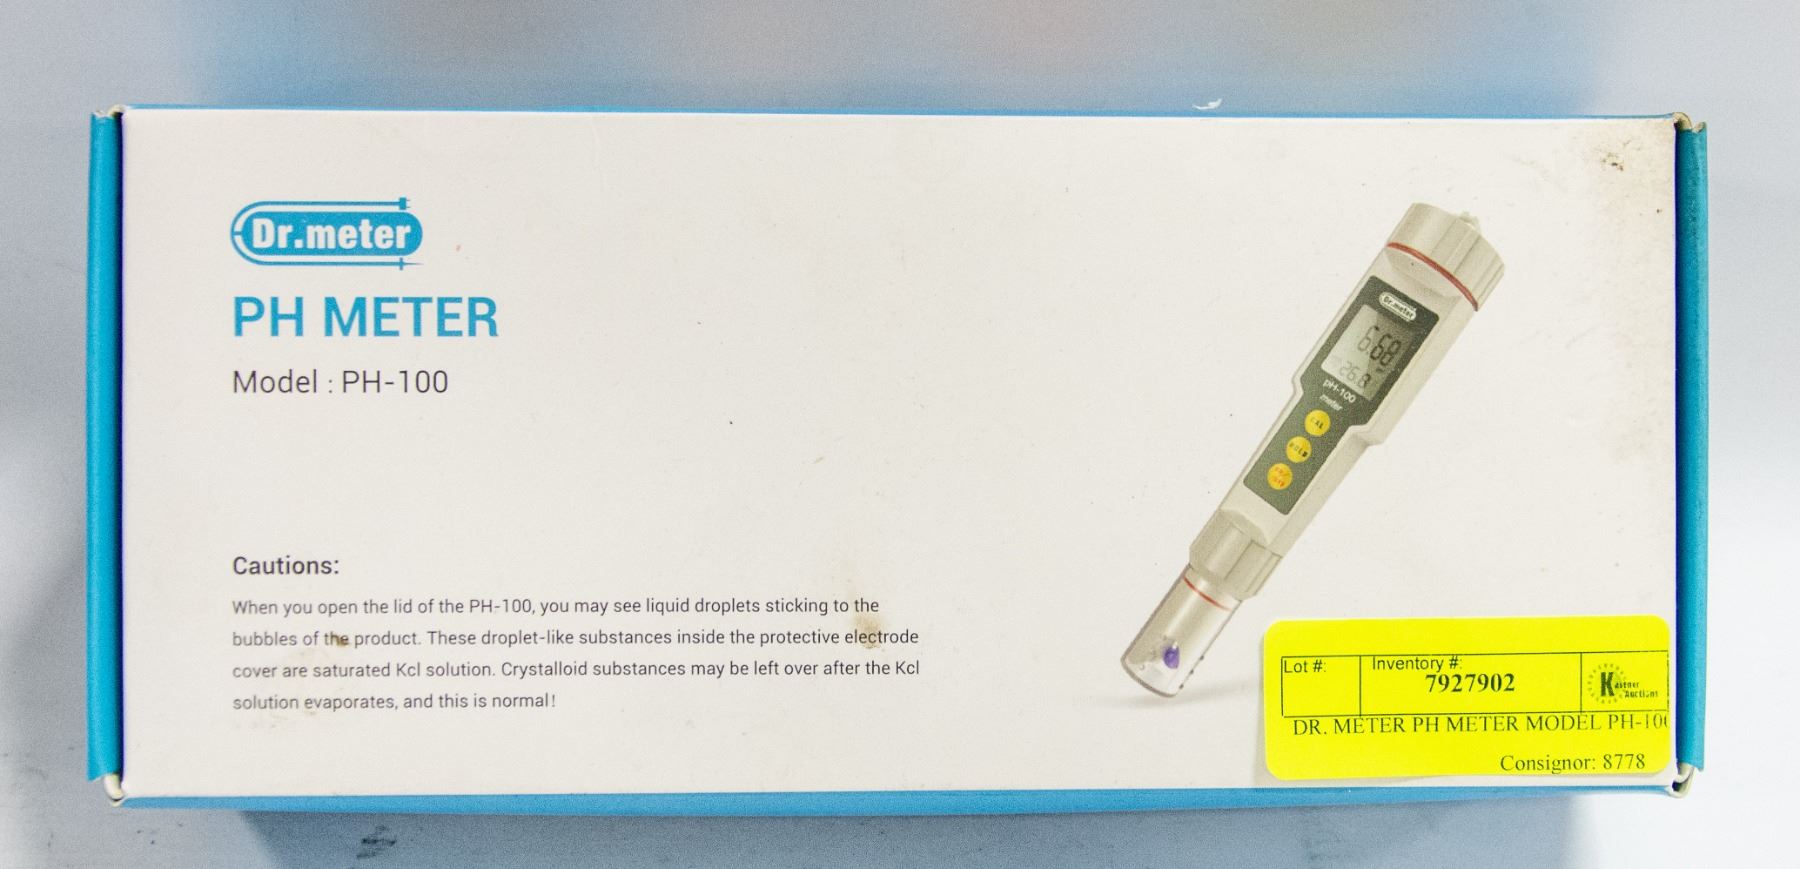 Dr.meter
PH METER
Model : PH-100
Cautions:
When you open the lid of the PH-100, you may see liquid droplets sticking to the
bubbles of the product. These droplet-like substances inside the protective electrode
cover are saturated Kcl solution. Crystalloid substances may be left over after the Kcl
solution evaporates, and this is normal!
Dr.meter
6.68
26.8
pH-100
meter
CAL
HOLD
Lot #:
Inventory #:
7927902
Kastner
Auctions
DR. METER PH METER MODEL PH-10
Consignor: 8778